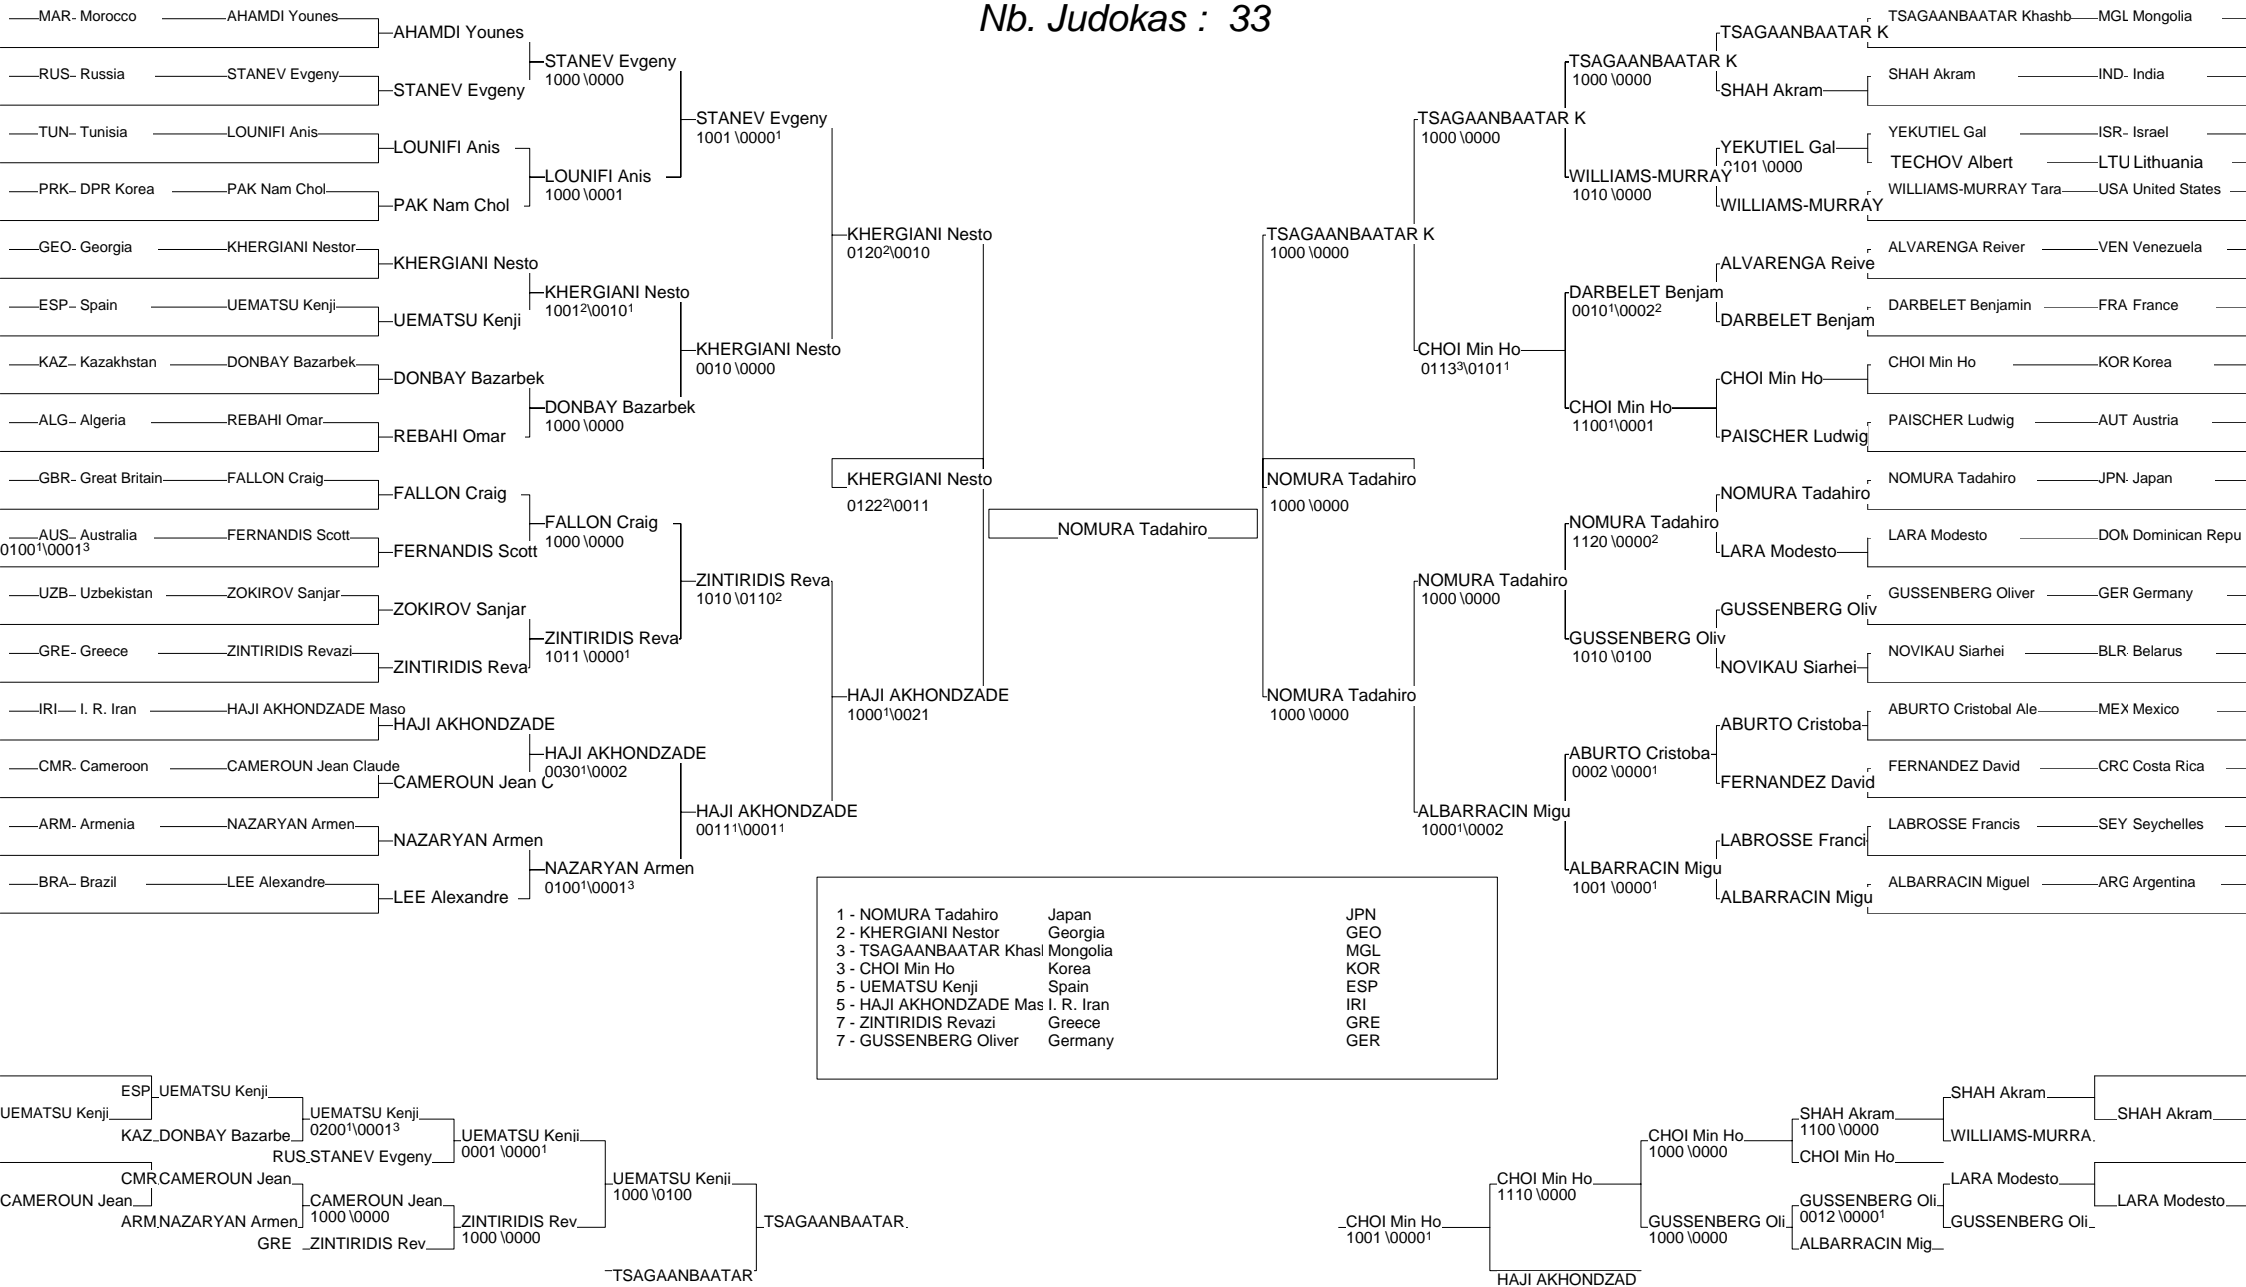 Nb. Judokas : 33
MAR Morocco AHAMDI Younes
RUS Russia STANEV Evgeny
TUN Tunisia LOUNIFI Anis
PRK DPR Korea PAK Nam Chol
GEO Georgia KHERGIANI Nestor
ESP Spain UEMATSU Kenji
KAZ Kazakhstan DONBAY Bazarbek
ALG Algeria REBAHI Omar
GBR Great Britain FALLON Craig
AUS Australia FERNANDIS Scott
0100¹\0001³
UZB Uzbekistan ZOKIROV Sanjar
GRE Greece ZINTIRIDIS Revazi
IRI I. R. Iran HAJI AKHONDZADE Maso
CMR Cameroon CAMEROUN Jean Claude
ARM Armenia NAZARYAN Armen
BRA Brazil LEE Alexandre
AHAMDI Younes
STANEV Evgeny
LOUNIFI Anis
PAK Nam Chol
KHERGIANI Nesto
UEMATSU Kenji
DONBAY Bazarbek
REBAHI Omar
FALLON Craig
FERNANDIS Scott
ZOKIROV Sanjar
ZINTIRIDIS Reva
HAJI AKHONDZADE
CAMEROUN Jean C
NAZARYAN Armen
LEE Alexandre
STANEV Evgeny
1000 \0000
LOUNIFI Anis
1000 \0001
KHERGIANI Nesto
1001²\0010¹
DONBAY Bazarbek
1000 \0000
FALLON Craig
1000 \0000
ZINTIRIDIS Reva
1011 \0000¹
HAJI AKHONDZADE
0030¹\0002
NAZARYAN Armen
0100¹\0001³
STANEV Evgeny
1001 \0000¹
KHERGIANI Nesto
0010 \0000
ZINTIRIDIS Reva
1010 \0110²
HAJI AKHONDZADE
0011¹\0001¹
KHERGIANI Nesto
0120²\0010
HAJI AKHONDZADE
1000¹\0021
KHERGIANI Nesto
0122²\0011
NOMURA Tadahiro
NOMURA Tadahiro
1000 \0000
TSAGAANBAATAR K
1000 \0000
NOMURA Tadahiro
1000 \0000
TSAGAANBAATAR K
1000 \0000
CHOI Min Ho
0113³\0101¹
NOMURA Tadahiro
1000 \0000
ALBARRACIN Migu
1000¹\0002
TSAGAANBAATAR K
1000 \0000
WILLIAMS-MURRAY
1010 \0000
DARBELET Benjam
0010¹\0002²
CHOI Min Ho
1100¹\0001
NOMURA Tadahiro
1120 \0000²
GUSSENBERG Oliv
1010 \0100
ABURTO Cristoba
0002 \0000¹
ALBARRACIN Migu
1001 \0000¹
TSAGAANBAATAR K
SHAH Akram
YEKUTIEL Gal
0101 \0000
WILLIAMS-MURRAY
ALVARENGA Reive
DARBELET Benjam
CHOI Min Ho
PAISCHER Ludwig
NOMURA Tadahiro
LARA Modesto
GUSSENBERG Oliv
NOVIKAU Siarhei
ABURTO Cristoba
FERNANDEZ David
LABROSSE Franci
ALBARRACIN Migu
TSAGAANBAATAR Khashb MGL Mongolia
SHAH Akram IND India
YEKUTIEL Gal ISR Israel
TECHOV Albert LTU Lithuania
WILLIAMS-MURRAY Tara USA United States
ALVARENGA Reiver VEN Venezuela
DARBELET Benjamin FRA France
CHOI Min Ho KOR Korea
PAISCHER Ludwig AUT Austria
NOMURA Tadahiro JPN Japan
LARA Modesto DOM Dominican Repu
GUSSENBERG Oliver GER Germany
NOVIKAU Siarhei BLR Belarus
ABURTO Cristobal Ale MEX Mexico
FERNANDEZ David CRC Costa Rica
LABROSSE Francis SEY Seychelles
ALBARRACIN Miguel ARG Argentina
1 - NOMURA Tadahiro Japan JPN
2 - KHERGIANI Nestor Georgia GEO
3 - TSAGAANBAATAR Khasl Mongolia MGL
3 - CHOI Min Ho Korea KOR
5 - UEMATSU Kenji Spain ESP
5 - HAJI AKHONDZADE Mas I. R. Iran IRI
7 - ZINTIRIDIS Revazi Greece GRE
7 - GUSSENBERG Oliver Germany GER
UEMATSU Kenji
CAMEROUN Jean
ESP UEMATSU Kenji
KAZ DONBAY Bazarbe
CMR CAMEROUN Jean
ARM NAZARYAN Armen
UEMATSU Kenji
0200¹\0001³
RUS STANEV Evgeny
CAMEROUN Jean
1000 \0000
GRE ZINTIRIDIS Rev
UEMATSU Kenji
0001 \0000¹
ZINTIRIDIS Rev
1000 \0000
UEMATSU Kenji
1000 \0100
TSAGAANBAATAR
TSAGAANBAATAR.
CHOI Min Ho
1001 \0000¹
CHOI Min Ho
1110 \0000
HAJI AKHONDZAD
CHOI Min Ho
1000 \0000
GUSSENBERG Oli
1000 \0000
SHAH Akram
1100 \0000
CHOI Min Ho
GUSSENBERG Oli
0012 \0000¹
ALBARRACIN Mig
SHAH Akram
WILLIAMS-MURRA.
LARA Modesto
GUSSENBERG Oli
SHAH Akram
LARA Modesto